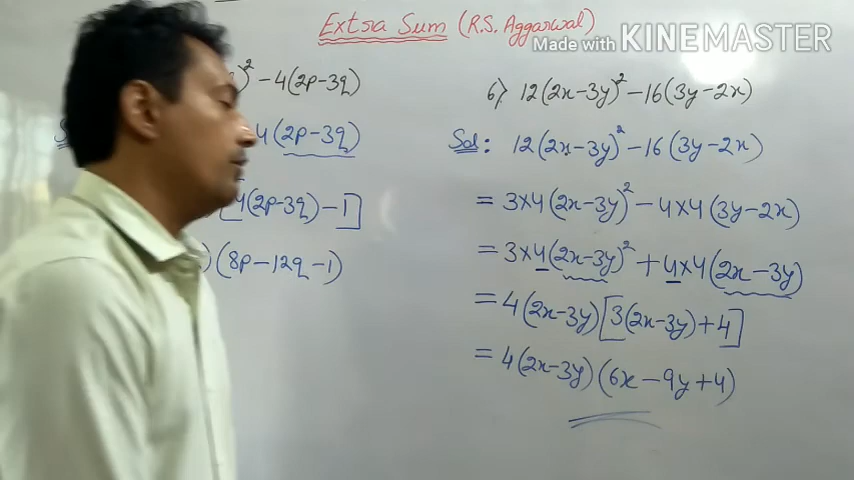 Extra Sum (R.S. Aggarwal)
Made with KINEMASTER
)² - 4(2p-3q)
4(2p-3q)
[4(2p-3q)-1]
)(8p-12q-1)
6) 12(2x-3y)² - 16(3y-2x)
Sol: 12(2x-3y)² - 16(3y-2x)
= 3×4(2x-3y)² - 4×4(3y-2x)
= 3×4(2x-3y)² + 4×4(2x-3y)
= 4(2x-3y)[3(2x-3y)+4]
= 4(2x-3y)(6x-9y+4)